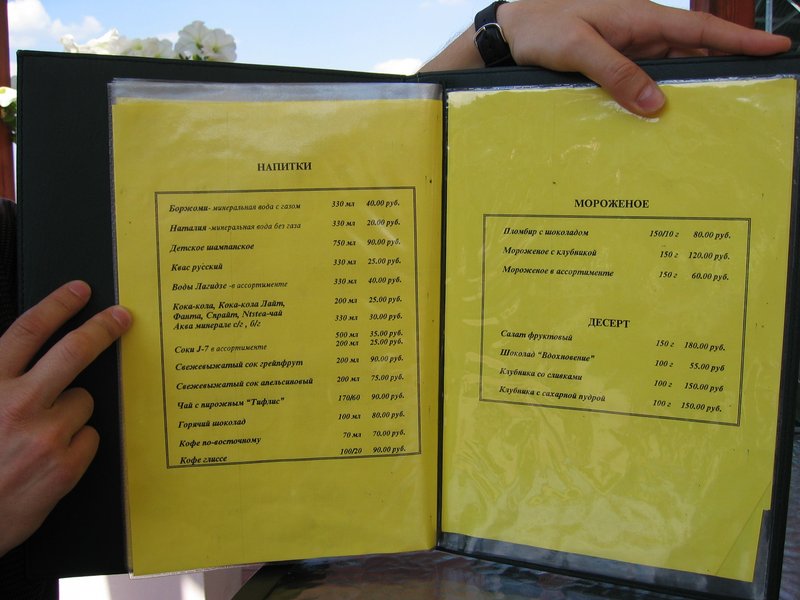 НАПИТКИ
Боржоми- минеральная вода с газом 330 мл 40.00 руб.
Наталия -минеральная вода без газа 330 мл 20.00 руб.
Детское шампанское 750 мл 90.00 руб.
Квас русский 330 мл 25.00 руб.
Воды Лагидзе -в ассортименте 330 мл 40.00 руб.
Кока-кола, Кока-кола Лайт, 200 мл 25.00 руб.
Фанта, Спрайт, Ntstea-чай 330 мл 30.00 руб.
Аква минерале с/г , б/г
500 мл 35.00 руб.
Соки J-7 в ассортименте 200 мл 25.00 руб.
Свежевыжатый сок грейпфрут 200 мл 90.00 руб.
Свежевыжатый сок апельсиновый 200 мл 75.00 руб.
Чай с пирожным "Тифлис" 170/60 90.00 руб.
Горячий шоколад 100 мл 80.00 руб.
Кофе по-восточному 70 мл 70.00 руб.
Кофе глиссе 100/20 90.00 руб.
МОРОЖЕНОЕ
Пломбир с шоколадом 150/10 г 80.00 руб.
Мороженое с клубникой 150 г 120.00 руб.
Мороженое в ассортименте 150 г 60.00 руб.
ДЕСЕРТ
Салат фруктовый 150 г 180.00 руб.
Шоколад "Вдохновение" 100 г 55.00 руб.
Клубника со сливками 100 г 150.00 руб
Клубника с сахарной пудрой 100 г 150.00 руб.